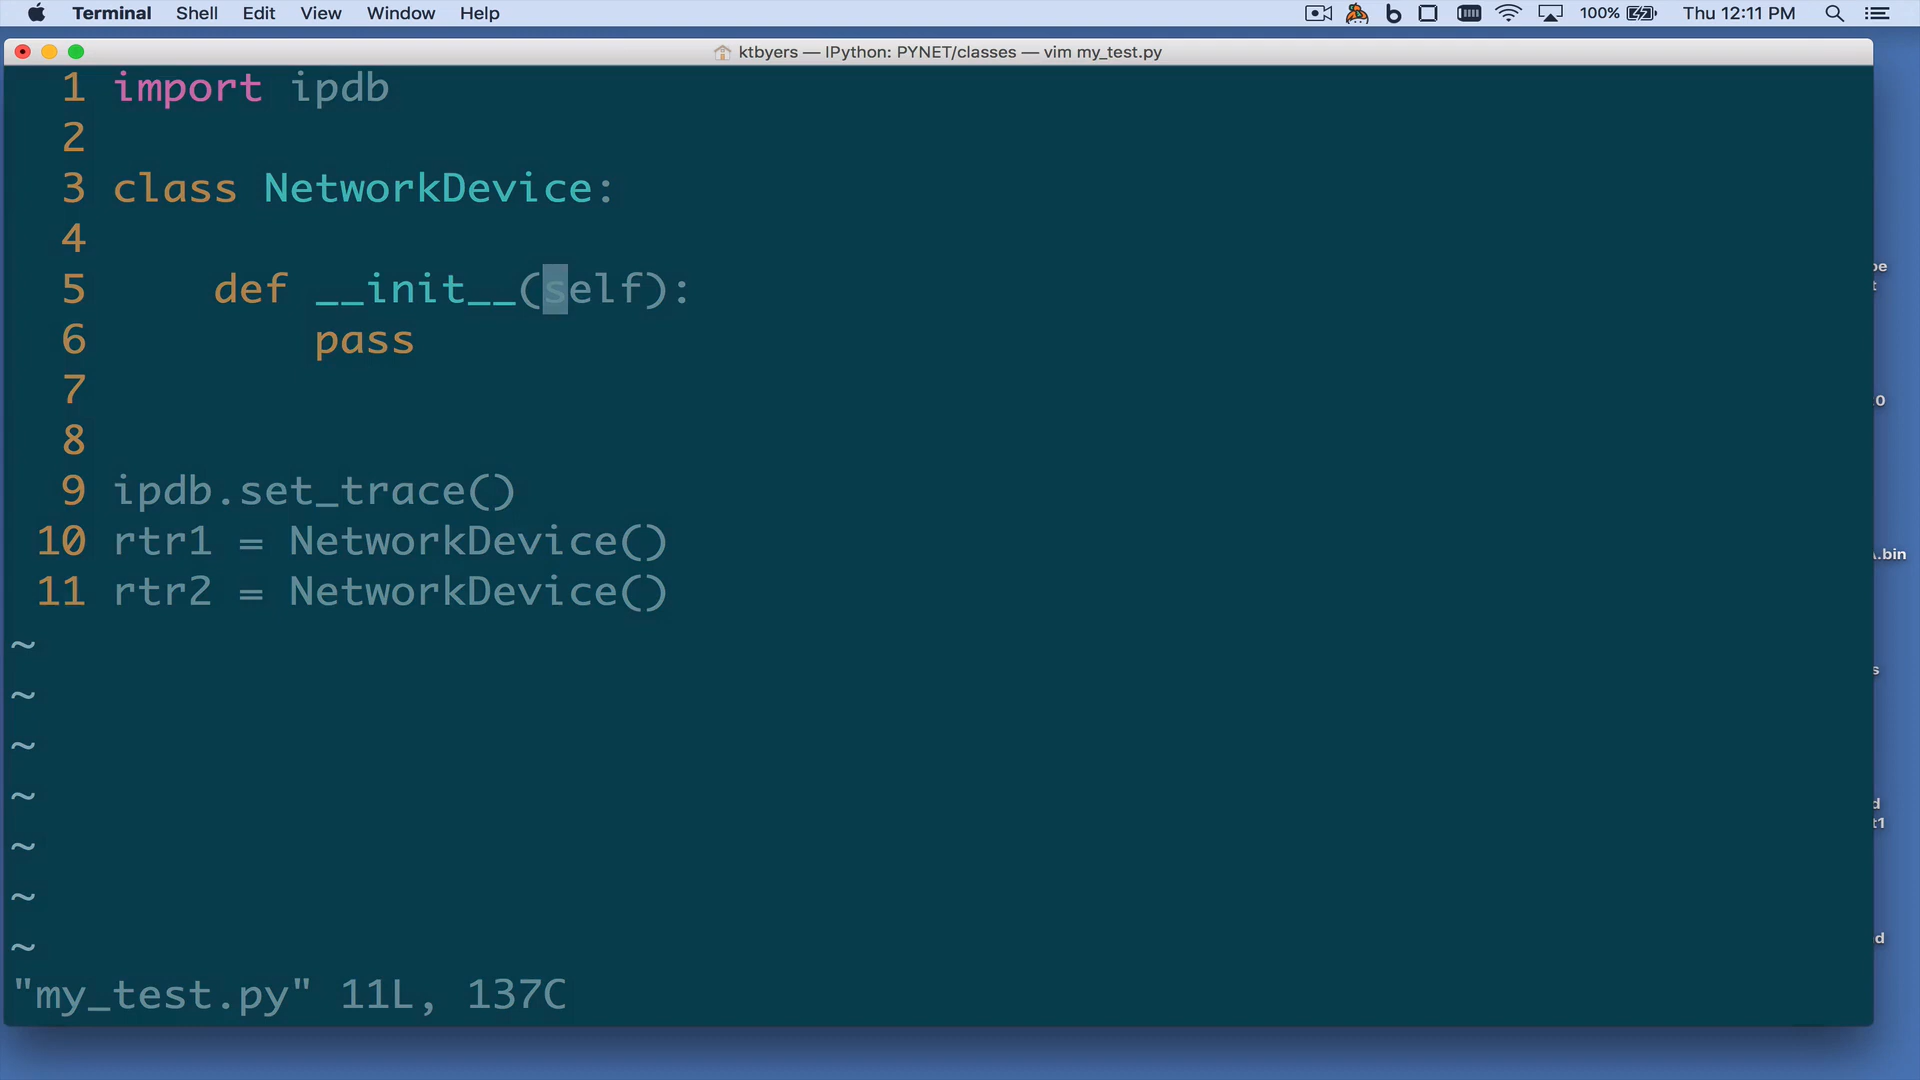 Terminal Shell Edit View Window Help 100% Thu 12:11 PM
ktbyers — IPython: PYNET/classes — vim my_test.py
1 import ipdb
2
3 class NetworkDevice:
4
5 def __init__(self):
6 pass
7
8
9 ipdb.set_trace()
10 rtr1 = NetworkDevice()
11 rtr2 = NetworkDevice()
~
~
~
~
~
~
~
"my_test.py" 11L, 137C